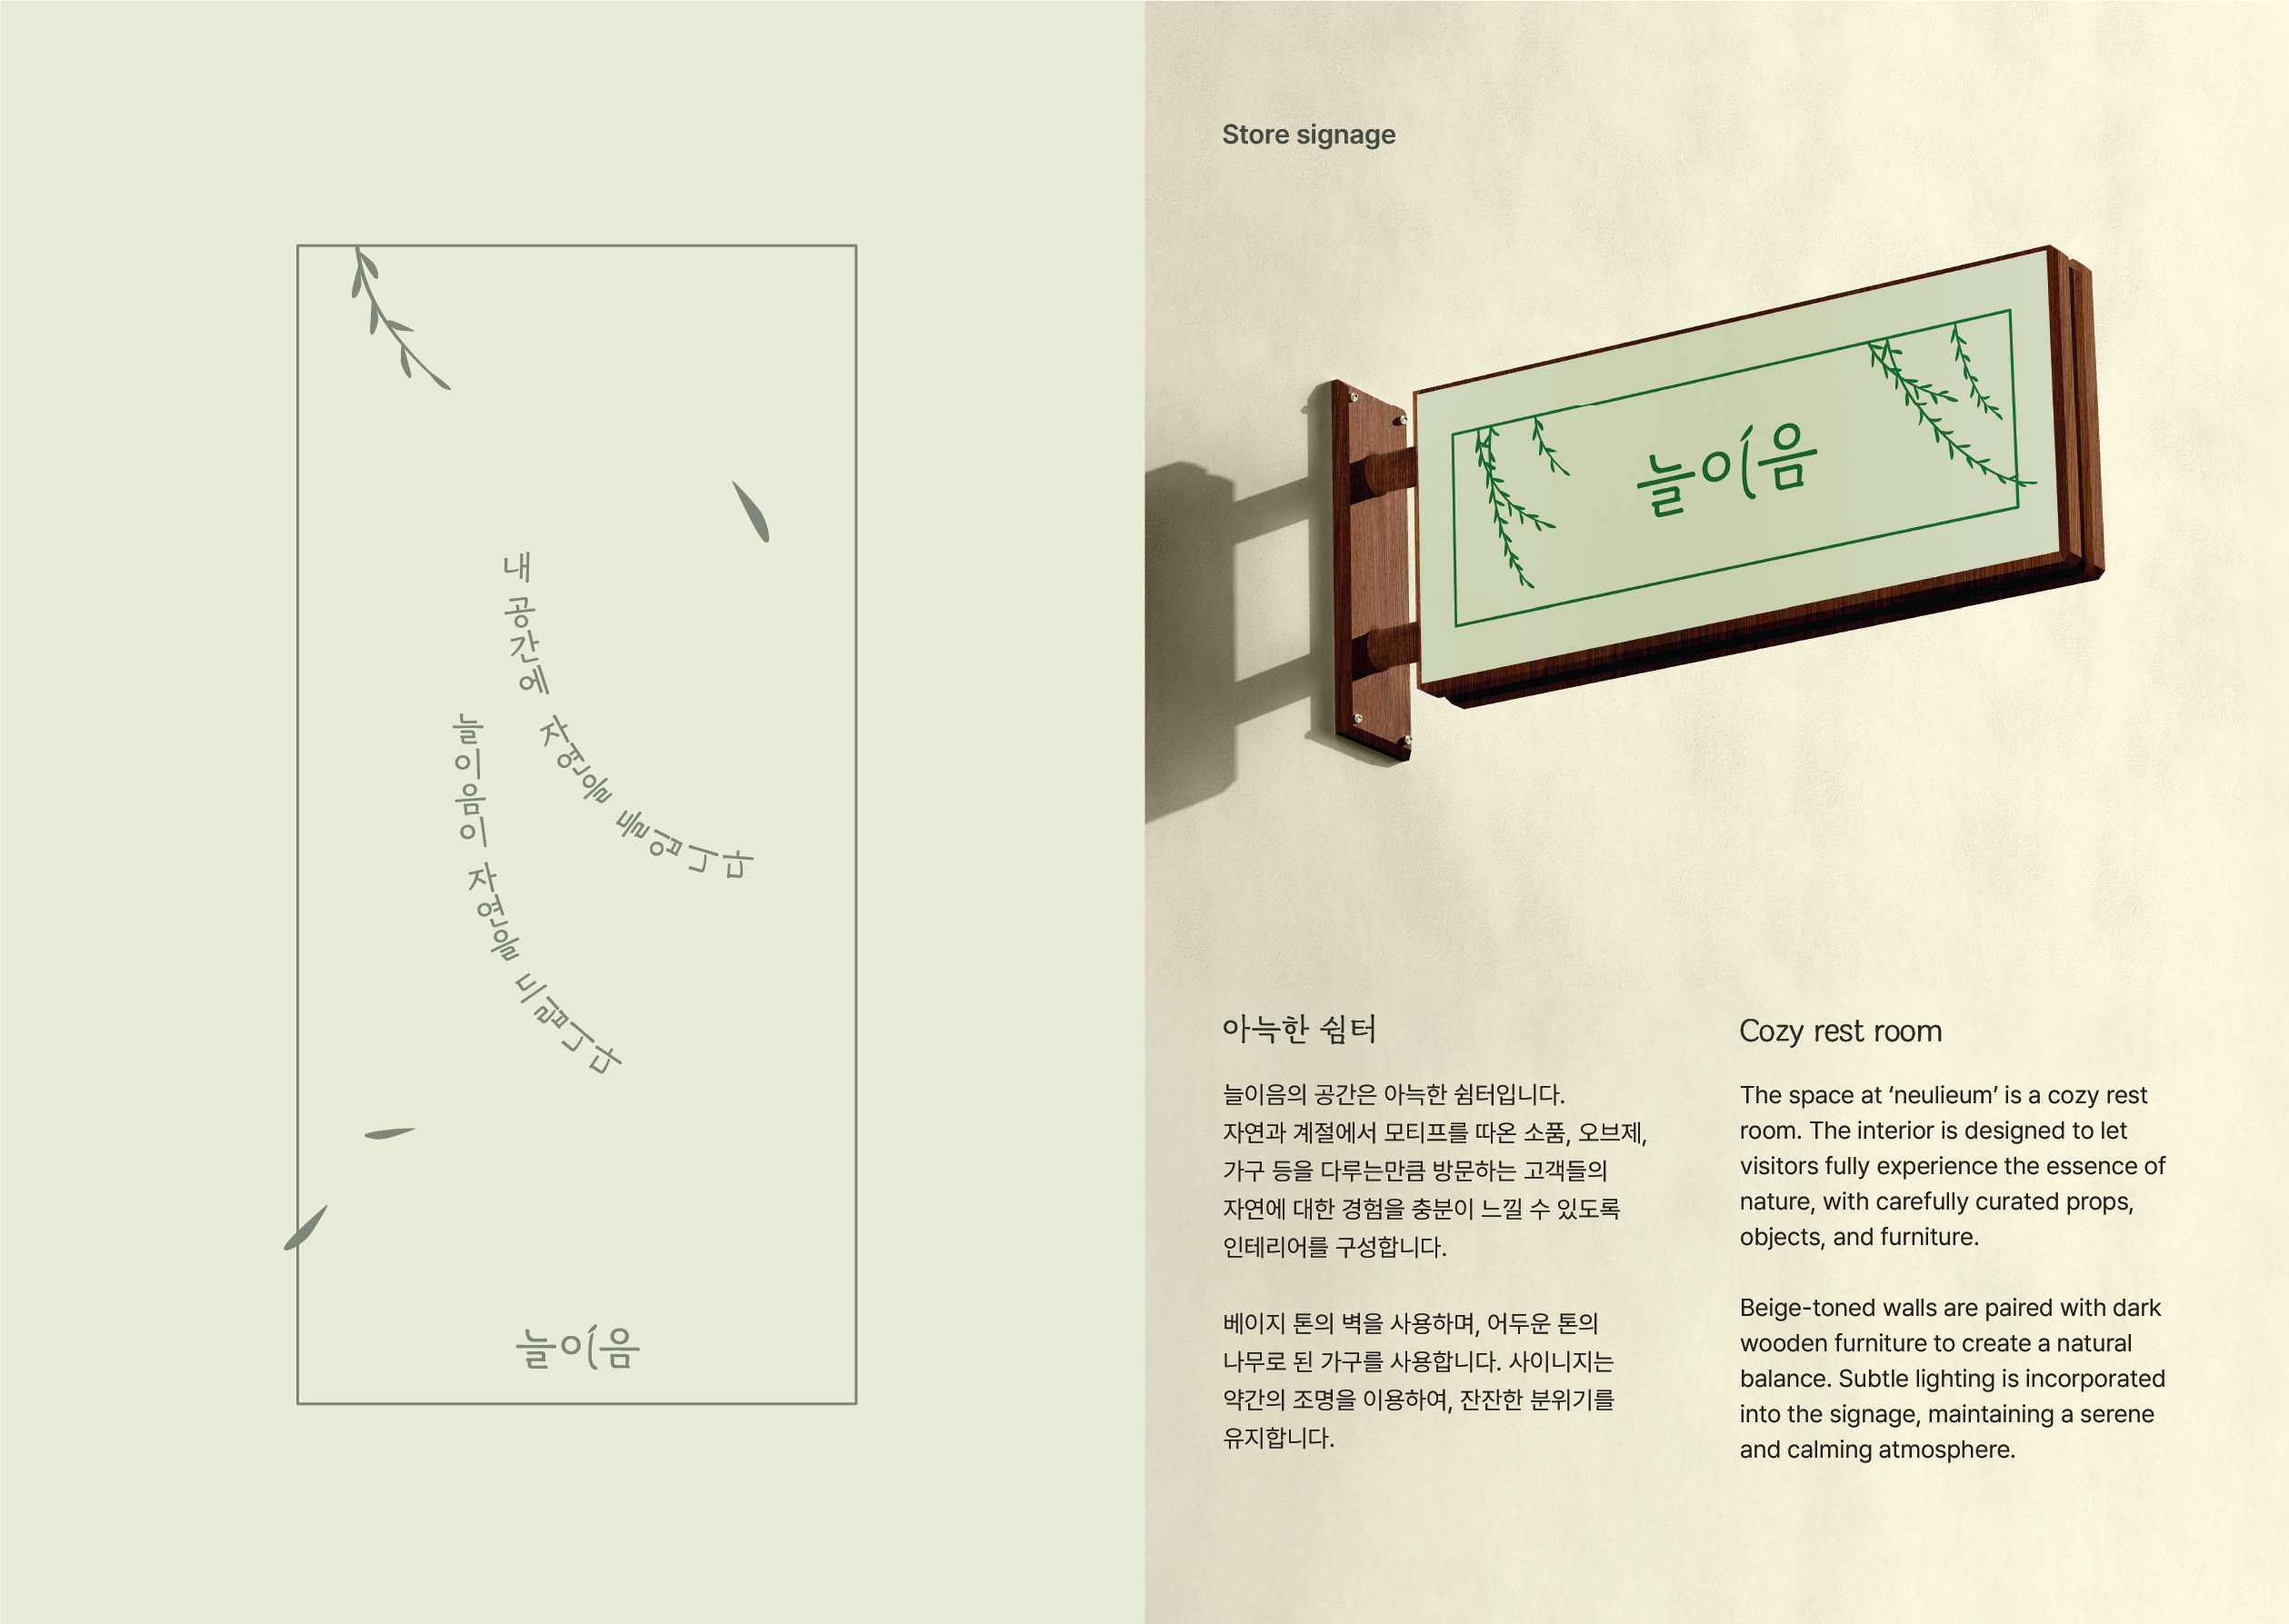 내 공간에 자연을 들입니다
늘이음이 자연을 비춥니다
늘이음
Store signage
늘이음
아늑한 쉼터
늘이음의 공간은 아늑한 쉼터입니다.
자연과 계절에서 모티프를 따온 소품, 오브제,
가구 등을 다루는만큼 방문하는 고객들의
자연에 대한 경험을 충분이 느낄 수 있도록
인테리어를 구성합니다.
베이지 톤의 벽을 사용하며, 어두운 톤의
나무로 된 가구를 사용합니다. 사이니지는
약간의 조명을 이용하여, 잔잔한 분위기를
유지합니다.
Cozy rest room
The space at ‘neulieum’ is a cozy rest
room. The interior is designed to let
visitors fully experience the essence of
nature, with carefully curated props,
objects, and furniture.
Beige-toned walls are paired with dark
wooden furniture to create a natural
balance. Subtle lighting is incorporated
into the signage, maintaining a serene
and calming atmosphere.